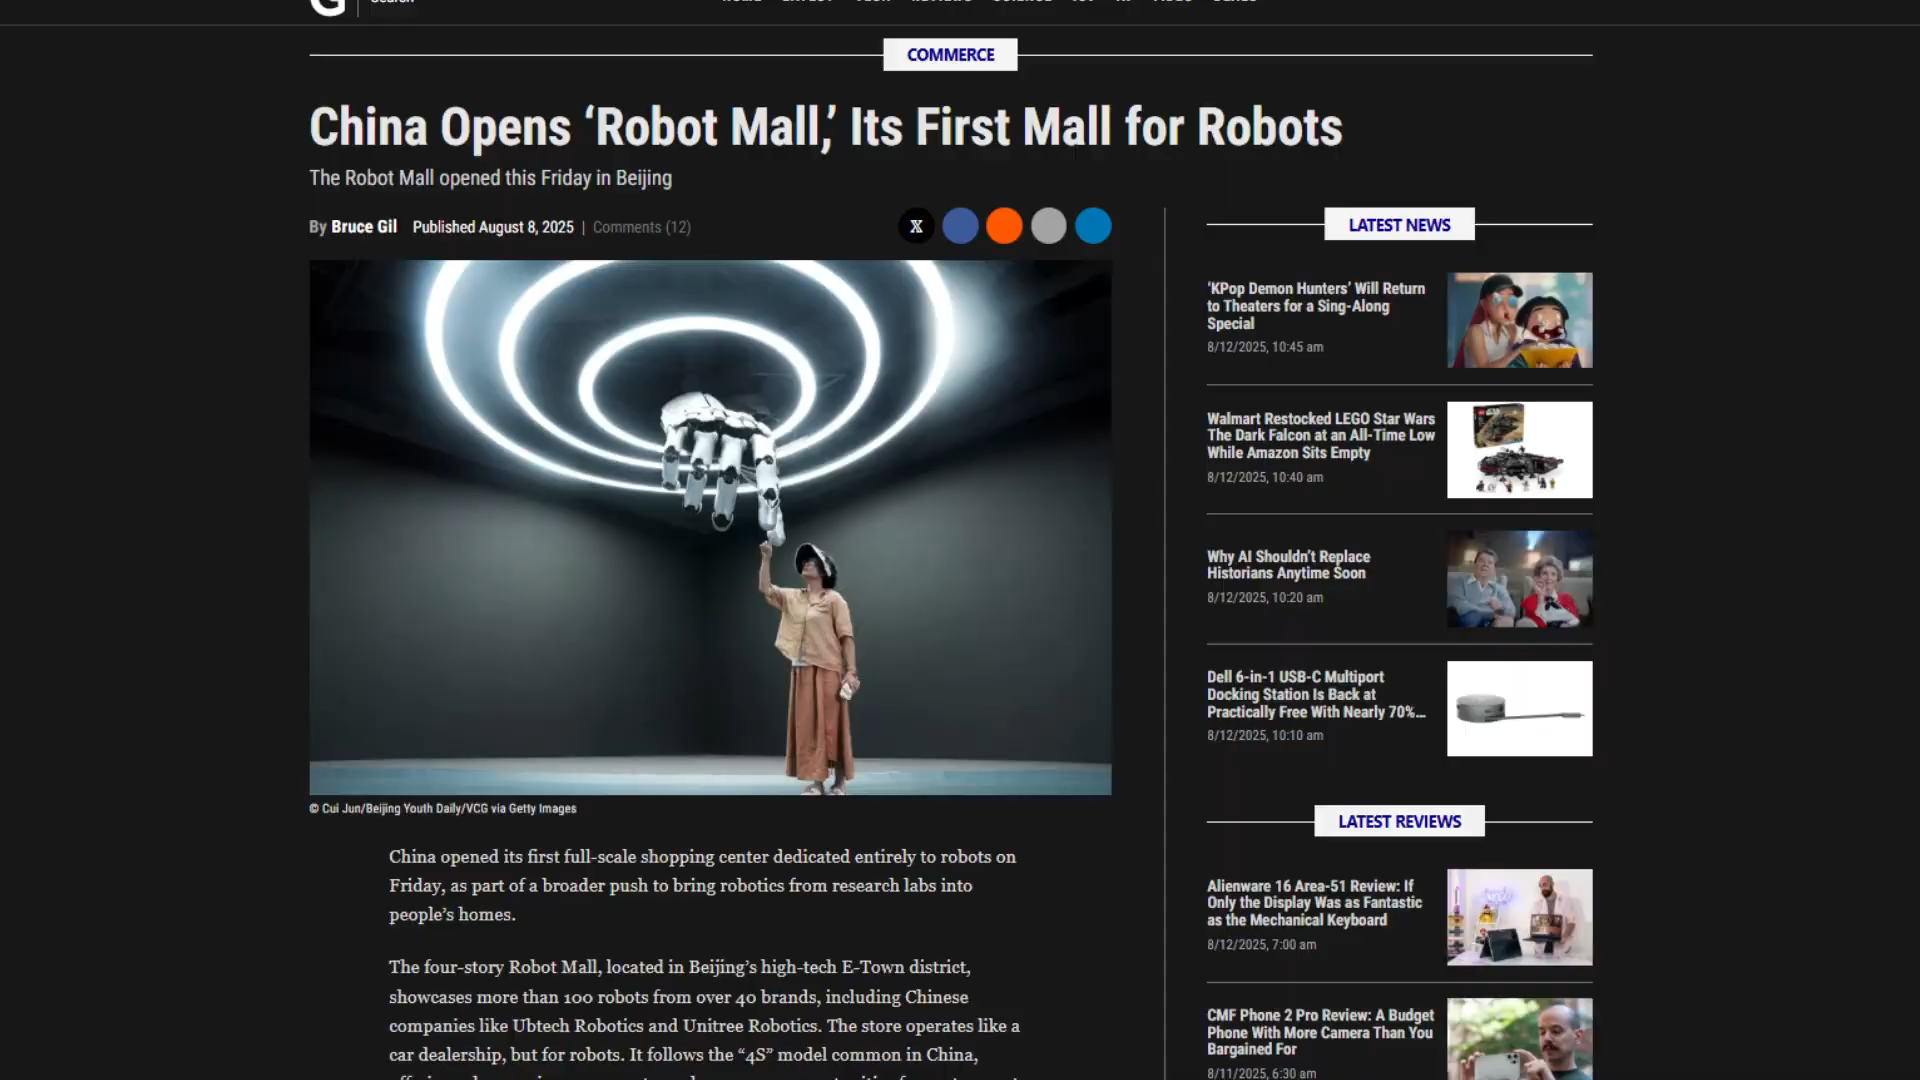 COMMERCE
China Opens ‘Robot Mall,’ Its First Mall for Robots
The Robot Mall opened this Friday in Beijing
By Bruce Gil Published August 8, 2025 | Comments (12)
X
© Cui Jun/Beijing Youth Daily/VCG via Getty Images
China opened its first full-scale shopping center dedicated entirely to robots on
Friday, as part of a broader push to bring robotics from research labs into
people’s homes.
The four-story Robot Mall, located in Beijing’s high-tech E-Town district,
showcases more than 100 robots from over 40 brands, including Chinese
companies like Ubtech Robotics and Unitree Robotics. The store operates like a
car dealership, but for robots. It follows the “4S” model common in China,
LATEST NEWS
‘KPop Demon Hunters’ Will Return
to Theaters for a Sing-Along
Special
8/12/2025, 10:45 am
Walmart Restocked LEGO Star Wars
The Dark Falcon at an All-Time Low
While Amazon Sits Empty
8/12/2025, 10:40 am
Why AI Shouldn’t Replace
Historians Anytime Soon
8/12/2025, 10:20 am
Dell 6-in-1 USB-C Multiport
Docking Station Is Back at
Practically Free With Nearly 70%...
8/12/2025, 10:10 am
LATEST REVIEWS
Alienware 16 Area-51 Review: If
Only the Display Was as Fantastic
as the Mechanical Keyboard
8/12/2025, 7:00 am
CMF Phone 2 Pro Review: A Budget
Phone With More Camera Than You
Bargained For
8/11/2025, 6:30 am